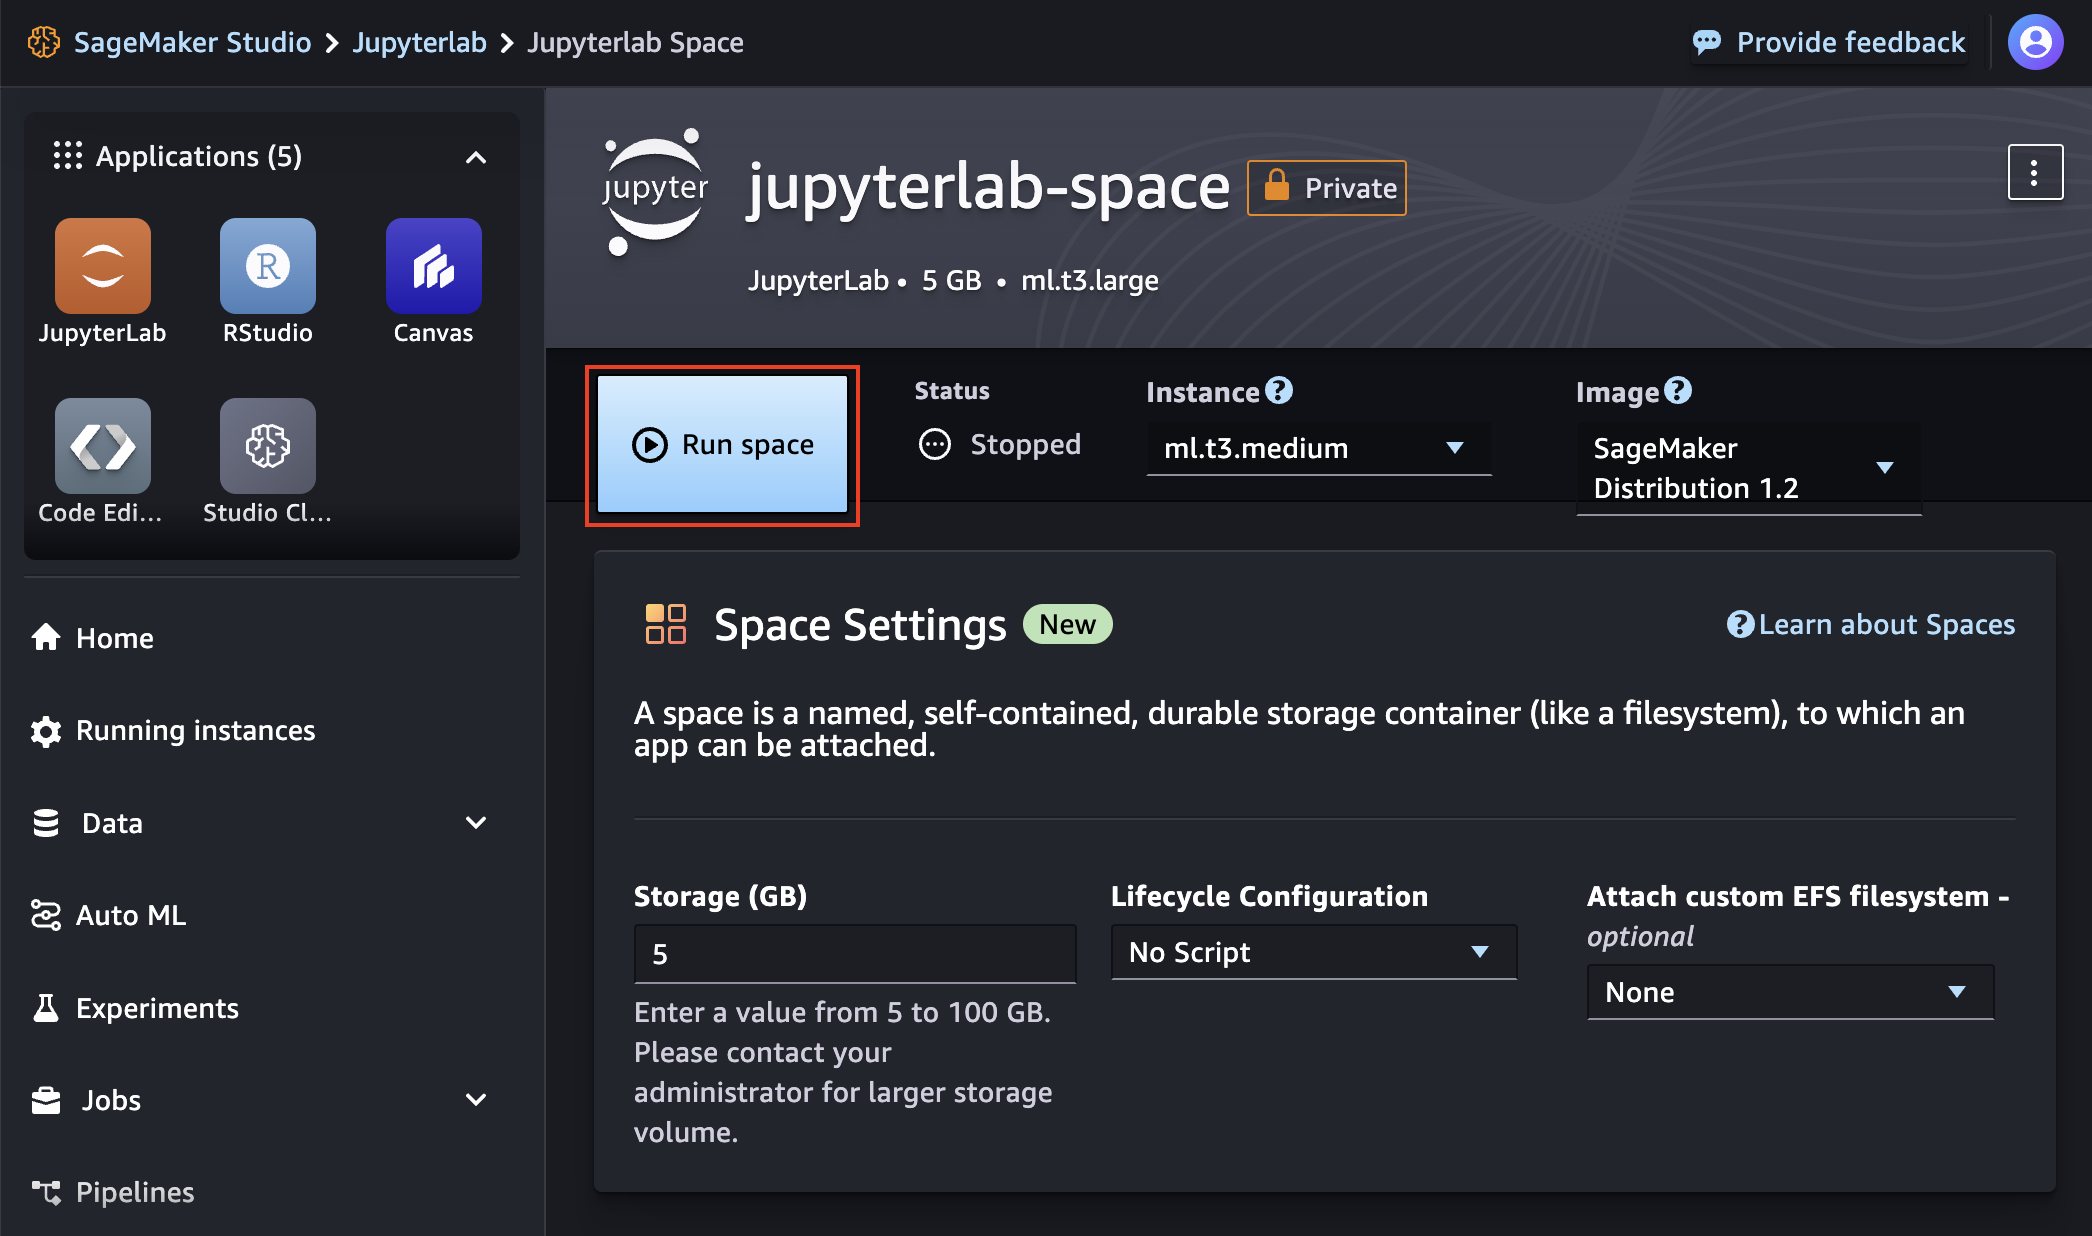 SageMaker Studio > Jupyterlab > Jupyterlab Space
Provide feedback
Applications (5)
JupyterLab
RStudio
Canvas
Code Edi...
Studio Cl...
Home
Running instances
Data
Auto ML
Experiments
Jobs
Pipelines
jupyter
jupyterlab-space
Private
JupyterLab • 5 GB • ml.t3.large
Run space
Status
Stopped
Instance
ml.t3.medium
Image
SageMaker
Distribution 1.2
Space Settings
New
Learn about Spaces
A space is a named, self-contained, durable storage container (like a filesystem), to which an
app can be attached.
Storage (GB)
5
Enter a value from 5 to 100 GB.
Please contact your
administrator for larger storage
volume.
Lifecycle Configuration
No Script
Attach custom EFS filesystem -
optional
None